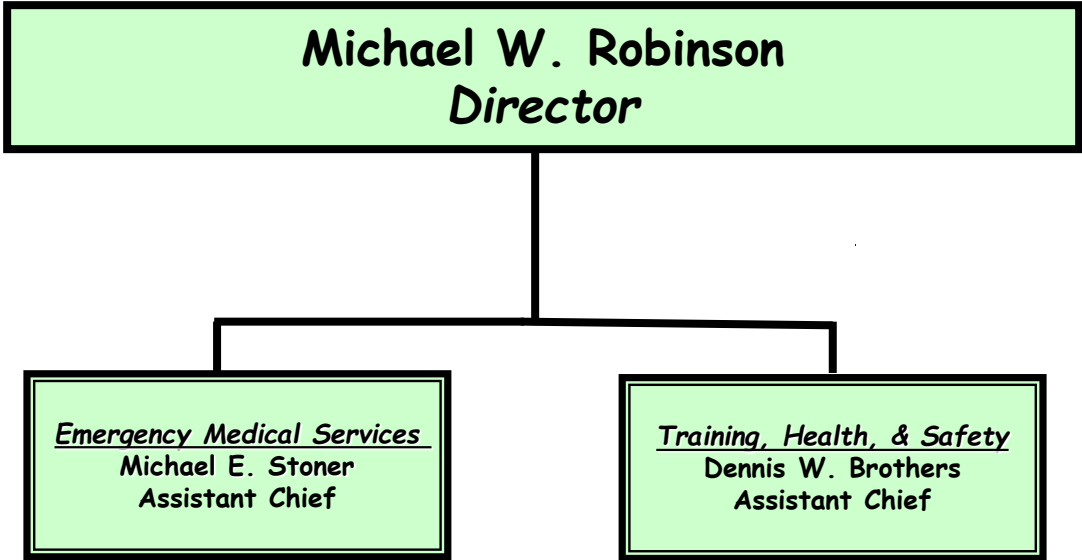 Michael W. Robinson
Director
Emergency Medical Services
Michael E. Stoner
Assistant Chief
Training, Health, & Safety
Dennis W. Brothers
Assistant Chief